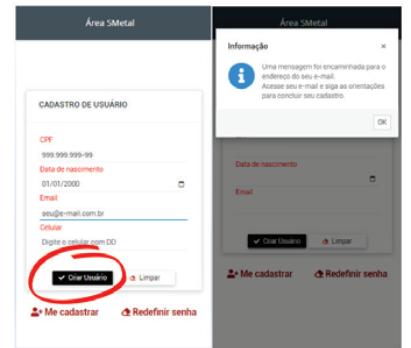 Área SMetal
CADASTRO DE USUÁRIO
CPF
999.999.999-99
Data de nascimento
01/01/2000
Email
seu@e-mail.com.br
Celular
Digite o celular com DD
Criar Usuário
Limpar
Me cadastrar
Redefinir senha
Área SMetal
Informação ×
Uma mensagem foi encaminhada para o
endereço do seu e-mail.
Acesse seu e-mail e siga as orientações
para concluir seu cadastro.
OK
Data de nascimento
Email
Criar Usuário
Limpar
Me cadastrar
Redefinir senha